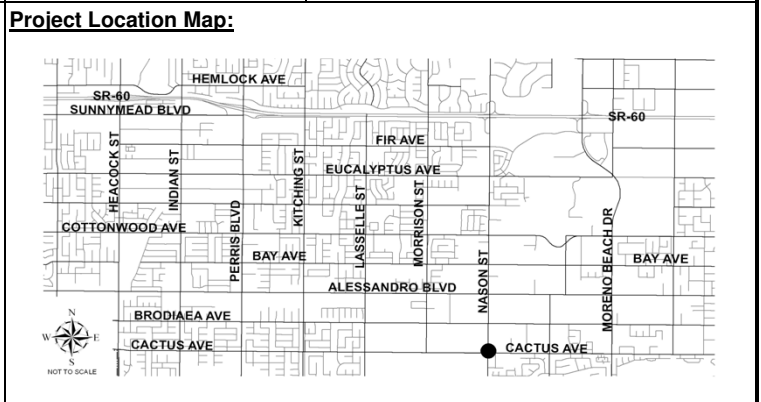 Project Location Map:
HEMLOCK AVE
SR-60
SUNNYMEAD BLVD
SR-60
FIR AVE
EUCALYPTUS AVE
HEACOCK ST
INDIAN ST
PERRIS BLVD
KITCHING ST
LASSELLE ST
MORRISON ST
NASON ST
MORENO BEACH DR
COTTONWOOD AVE
BAY AVE
BAY AVE
ALESSANDRO BLVD
BRODIAEA AVE
CACTUS AVE
CACTUS AVE
N
W
E
S
NOT TO SCALE